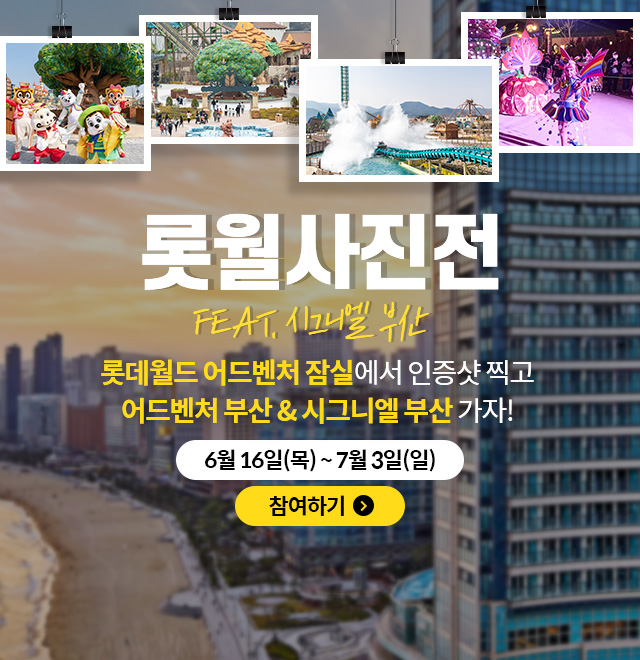 롯월사진전
FEAT. 시그니엘 부산
롯데월드 어드벤처 잠실에서 인증샷 찍고
어드벤처 부산 & 시그니엘 부산 가자!
6월 16일(목) ~ 7월 3일(일)
참여하기